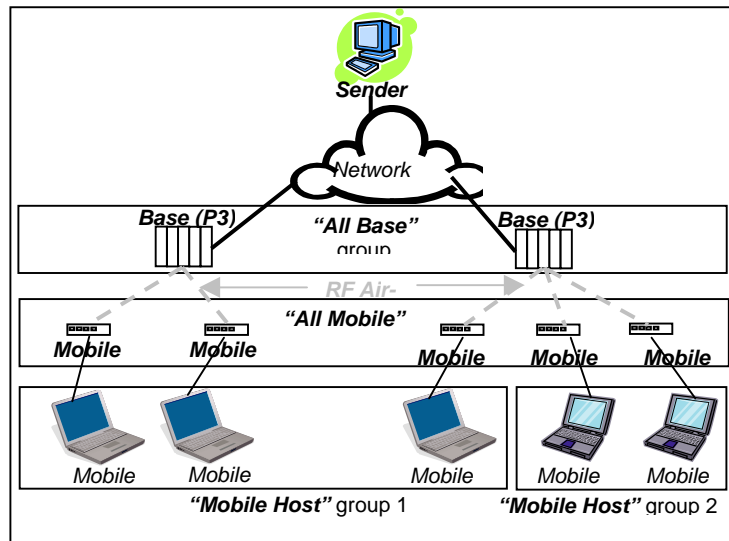 Sender
Network
Base (P3)
“All Base”
group
Base (P3)
RF Air-
“All Mobile”
Mobile
Mobile
Mobile
Mobile
Mobile
Mobile
Mobile
Mobile
Mobile
Mobile
“Mobile Host” group 1
“Mobile Host” group 2